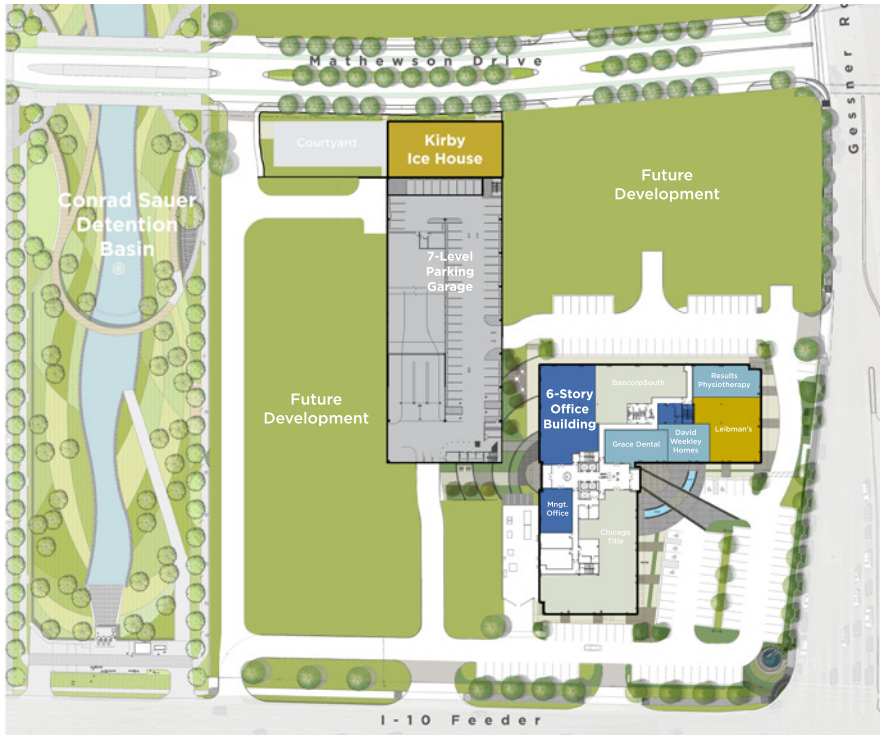 Mathewson Drive
Gessner Ro
Courtyard
Kirby
Ice House
Future
Development
Conrad Sauer
Detention
Basin
7-Level
Parking
Garage
6-Story
Office
Building
BancorpSouth
Results
Physiotherapy
Leibman's
David
Weekley
Homes
Grace Dental
Future
Development
Mngt.
Office
Chicago
Title
I-10 Feeder